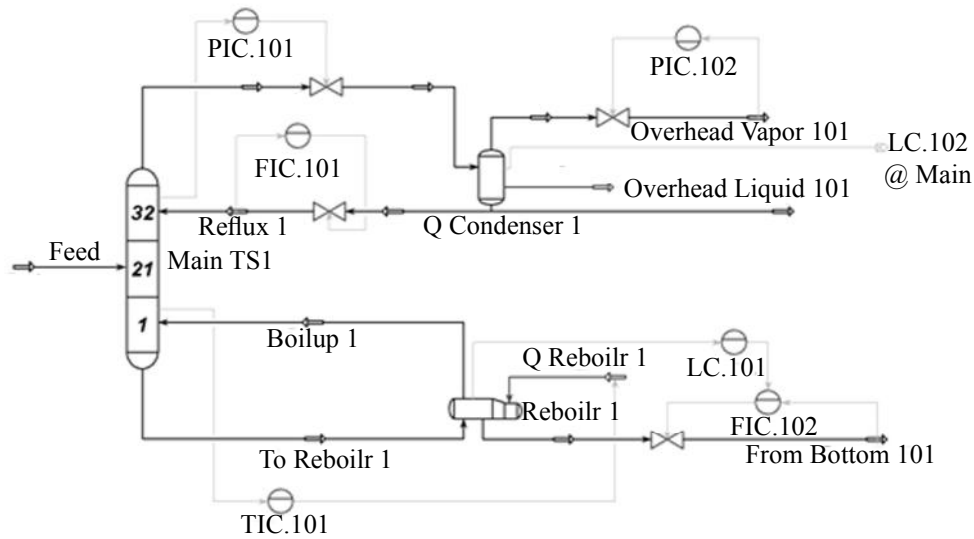 PIC.101
PIC.102
Overhead Vapor 101
FIC.101
LC.102
@ Main
Overhead Liquid 101
32
Reflux 1
Q Condenser 1
Feed
21
Main TS1
1
Boilup 1
Q Reboilr 1
LC.101
Reboilr 1
FIC.102
To Reboilr 1
From Bottom 101
TIC.101